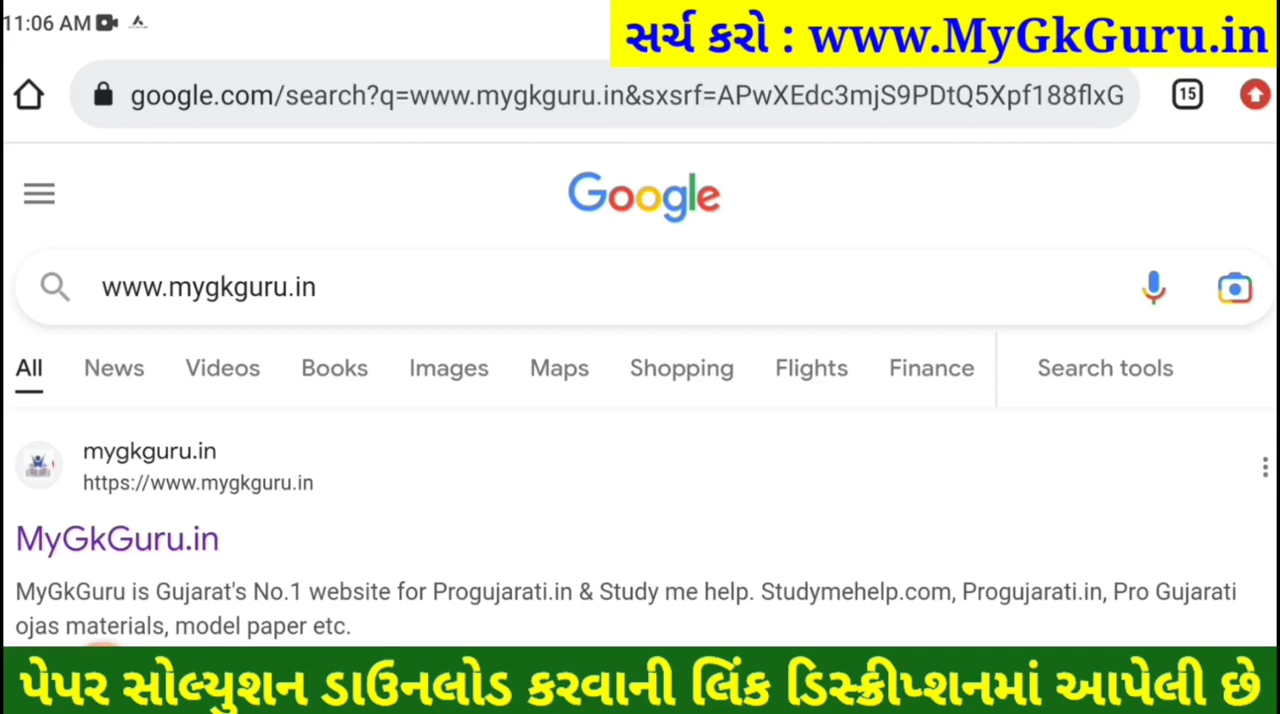 11:06 AM
સર્ચ કરો : www.MyGkGuru.in
google.com/search?q=www.mygkguru.in&sxsrf=APwXEdc3mjS9PDtQ5Xpf188flxG
15
Google
www.mygkguru.in
All News Videos Books Images Maps Shopping Flights Finance Search tools
mygkguru.in
https://www.mygkguru.in
MyGkGuru.in
MyGkGuru is Gujarat's No.1 website for Progujarati.in & Study me help. Studymehelp.com, Progujarati.in, Pro Gujarati
ojas materials, model paper etc.
પેપર સોલ્યુશન ડાઉનલોડ કરવાની લિંક ડિસ્ક્રીપ્શનમાં આપેલી છે